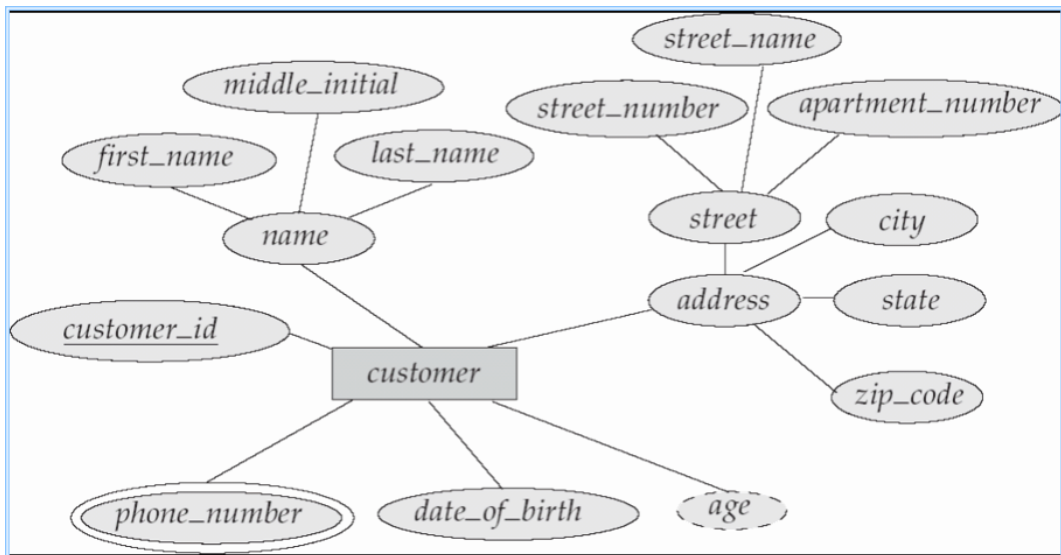 street_name
middle_initial
street_number
apartment_number
first_name
last_name
name
street
city
address
state
customer_id
customer
zip_code
phone_number
date_of_birth
age